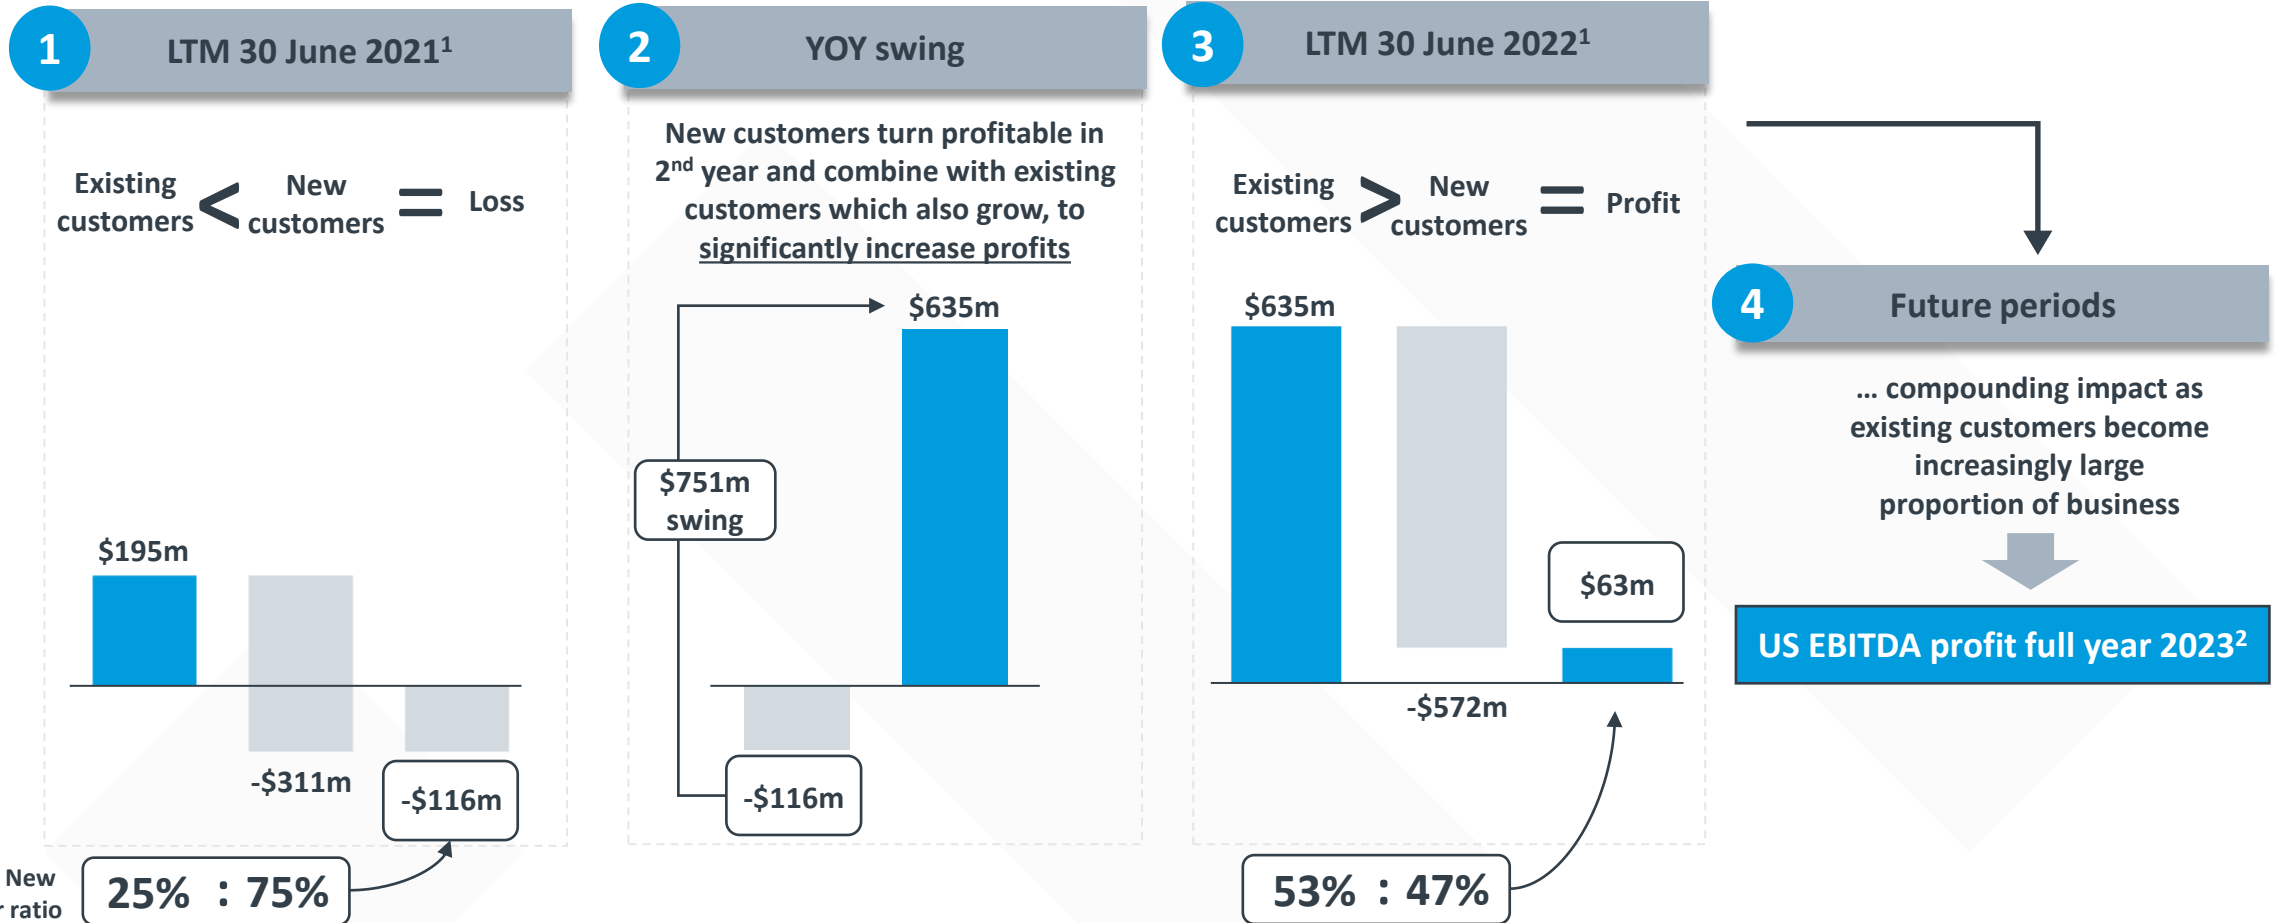 1
LTM 30 June 2021¹
Existing
customers
<
New
customers
=
Loss
$195m
-$311m
-$116m
New
r ratio
25% : 75%
2
YOY swing
New customers turn profitable in
2ⁿᵈ year and combine with existing
customers which also grow, to
significantly increase profits
$635m
$751m
swing
-$116m
3
LTM 30 June 2022¹
Existing
customers
>
New
customers
=
Profit
$635m
-$572m
$63m
53% : 47%
4
Future periods
... compounding impact as
existing customers become
increasingly large
proportion of business
US EBITDA profit full year 2023²